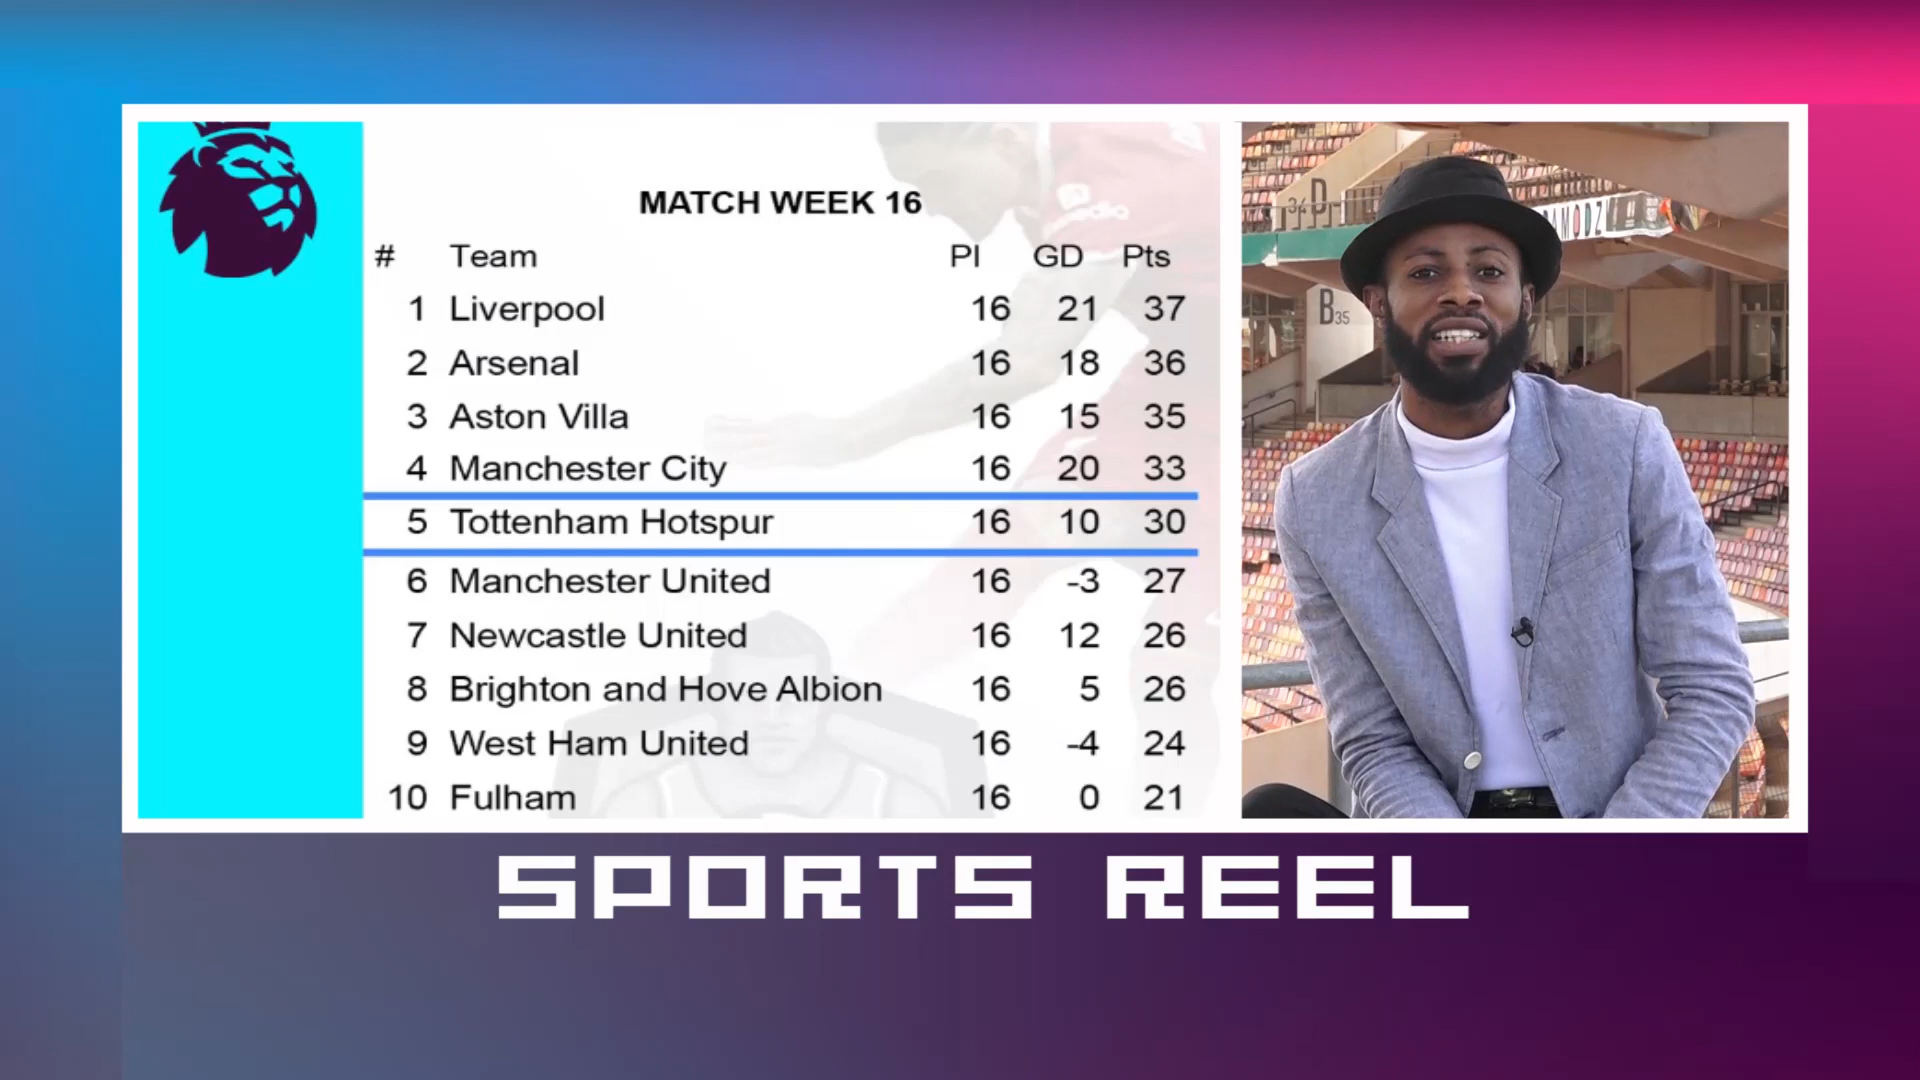 MATCH WEEK 16
# Team Pl GD Pts
1 Liverpool 16 21 37
2 Arsenal 16 18 36
3 Aston Villa 16 15 35
4 Manchester City 16 20 33
5 Tottenham Hotspur 16 10 30
6 Manchester United 16 -3 27
7 Newcastle United 16 12 26
8 Brighton and Hove Albion 16 5 26
9 West Ham United 16 -4 24
10 Fulham 16 0 21
34 D
B35
SPORTS REEL